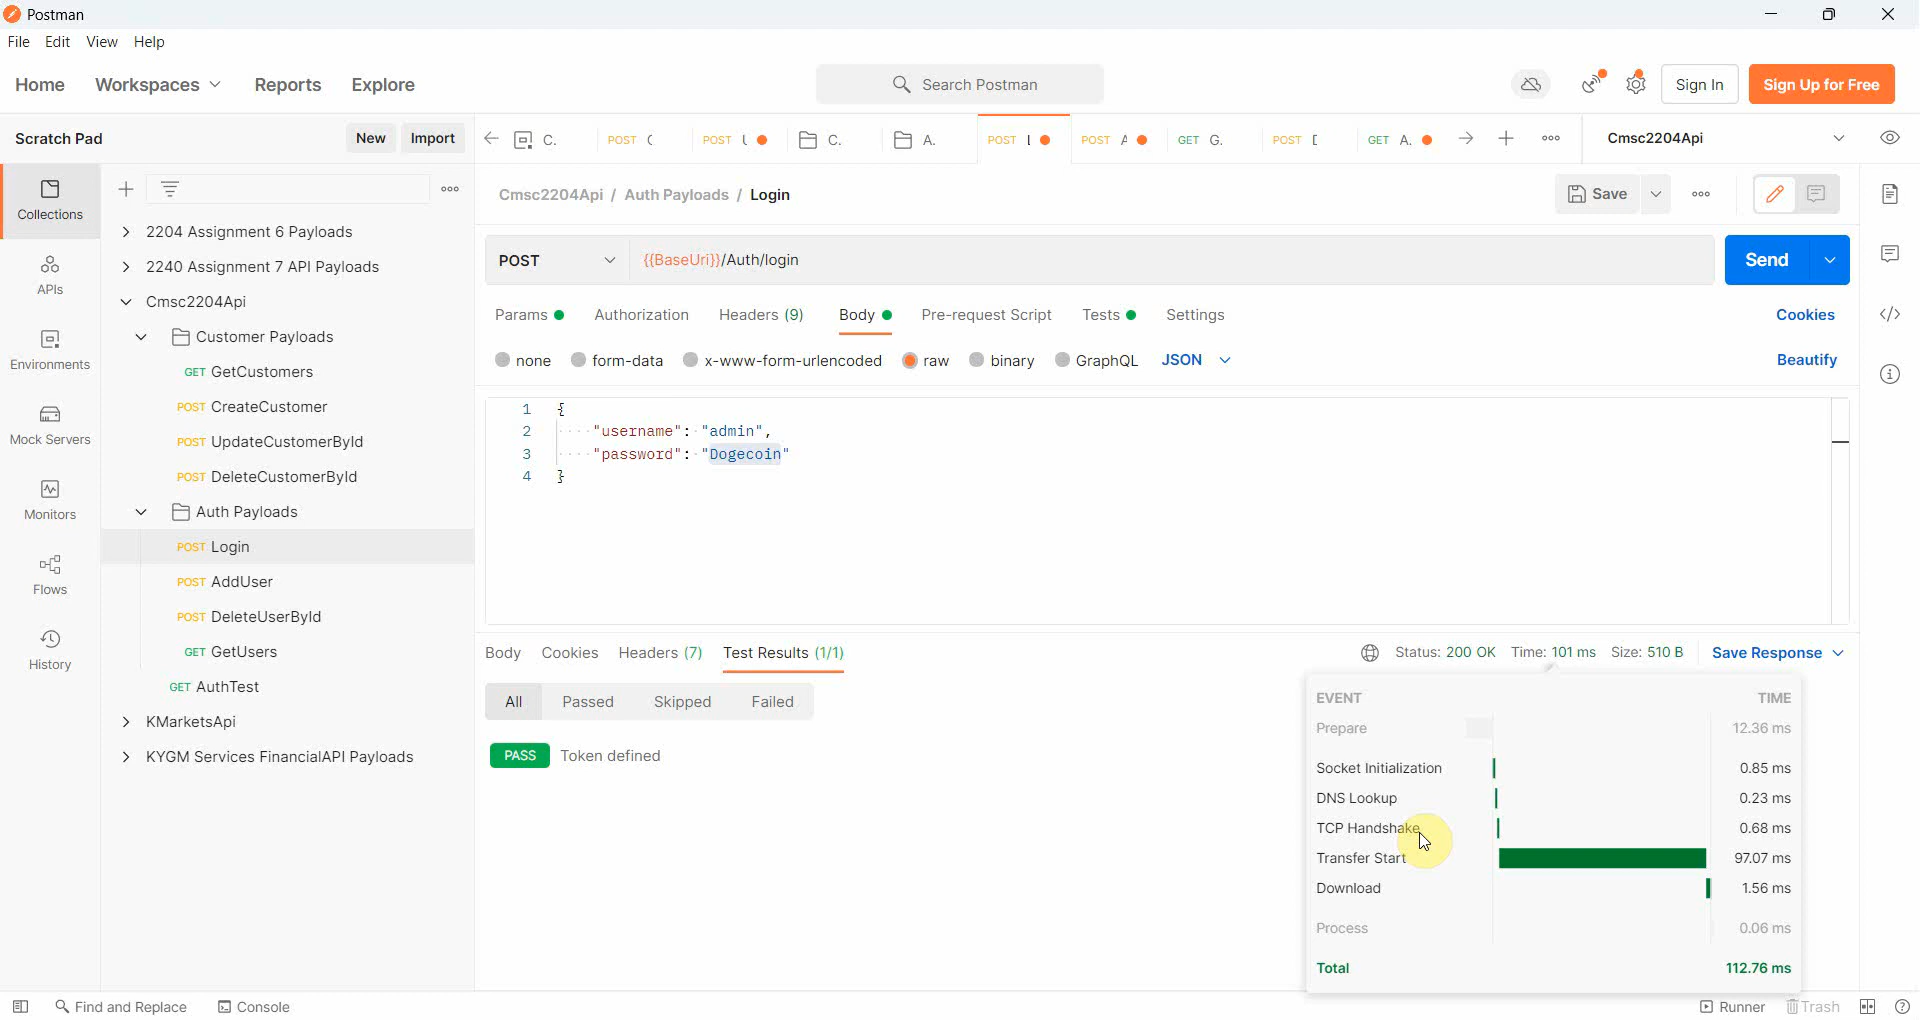 Postman
File Edit View Help
Home Workspaces Reports Explore
Search Postman
Sign In
Sign Up for Free
Scratch Pad
New
Import
C.
POST
POST
C.
A.
POST
POST
GET G.
POST
GET A.
Cmsc2204Api
Collections
APIs
Environments
Mock Servers
Monitors
Flows
History
2204 Assignment 6 Payloads
2240 Assignment 7 API Payloads
Cmsc2204Api
Customer Payloads
GET GetCustomers
POST CreateCustomer
POST UpdateCustomerById
POST DeleteCustomerById
Auth Payloads
POST Login
POST AddUser
POST DeleteUserById
GET GetUsers
GET AuthTest
KMarketsApi
KYGM Services FinancialAPI Payloads
Cmsc2204Api / Auth Payloads / Login
Save
POST
{{BaseUri}}/Auth/login
Send
Params
Authorization
Headers (9)
Body
Pre-request Script
Tests
Settings
Cookies
none form-data x-www-form-urlencoded raw binary GraphQL JSON
Beautify
1 {
2 "username": "admin",
3 "password": "Dogecoin"
4 }
Body Cookies Headers (7) Test Results (1/1)
Status: 200 OK Time: 101 ms Size: 510 B
Save Response
All Passed Skipped Failed
PASS Token defined
EVENT TIME
Prepare 12.36 ms
Socket Initialization 0.85 ms
DNS Lookup 0.23 ms
TCP Handshake 0.68 ms
Transfer Start 97.07 ms
Download 1.56 ms
Process 0.06 ms
Total 112.76 ms
Find and Replace
Console
Runner
Trash